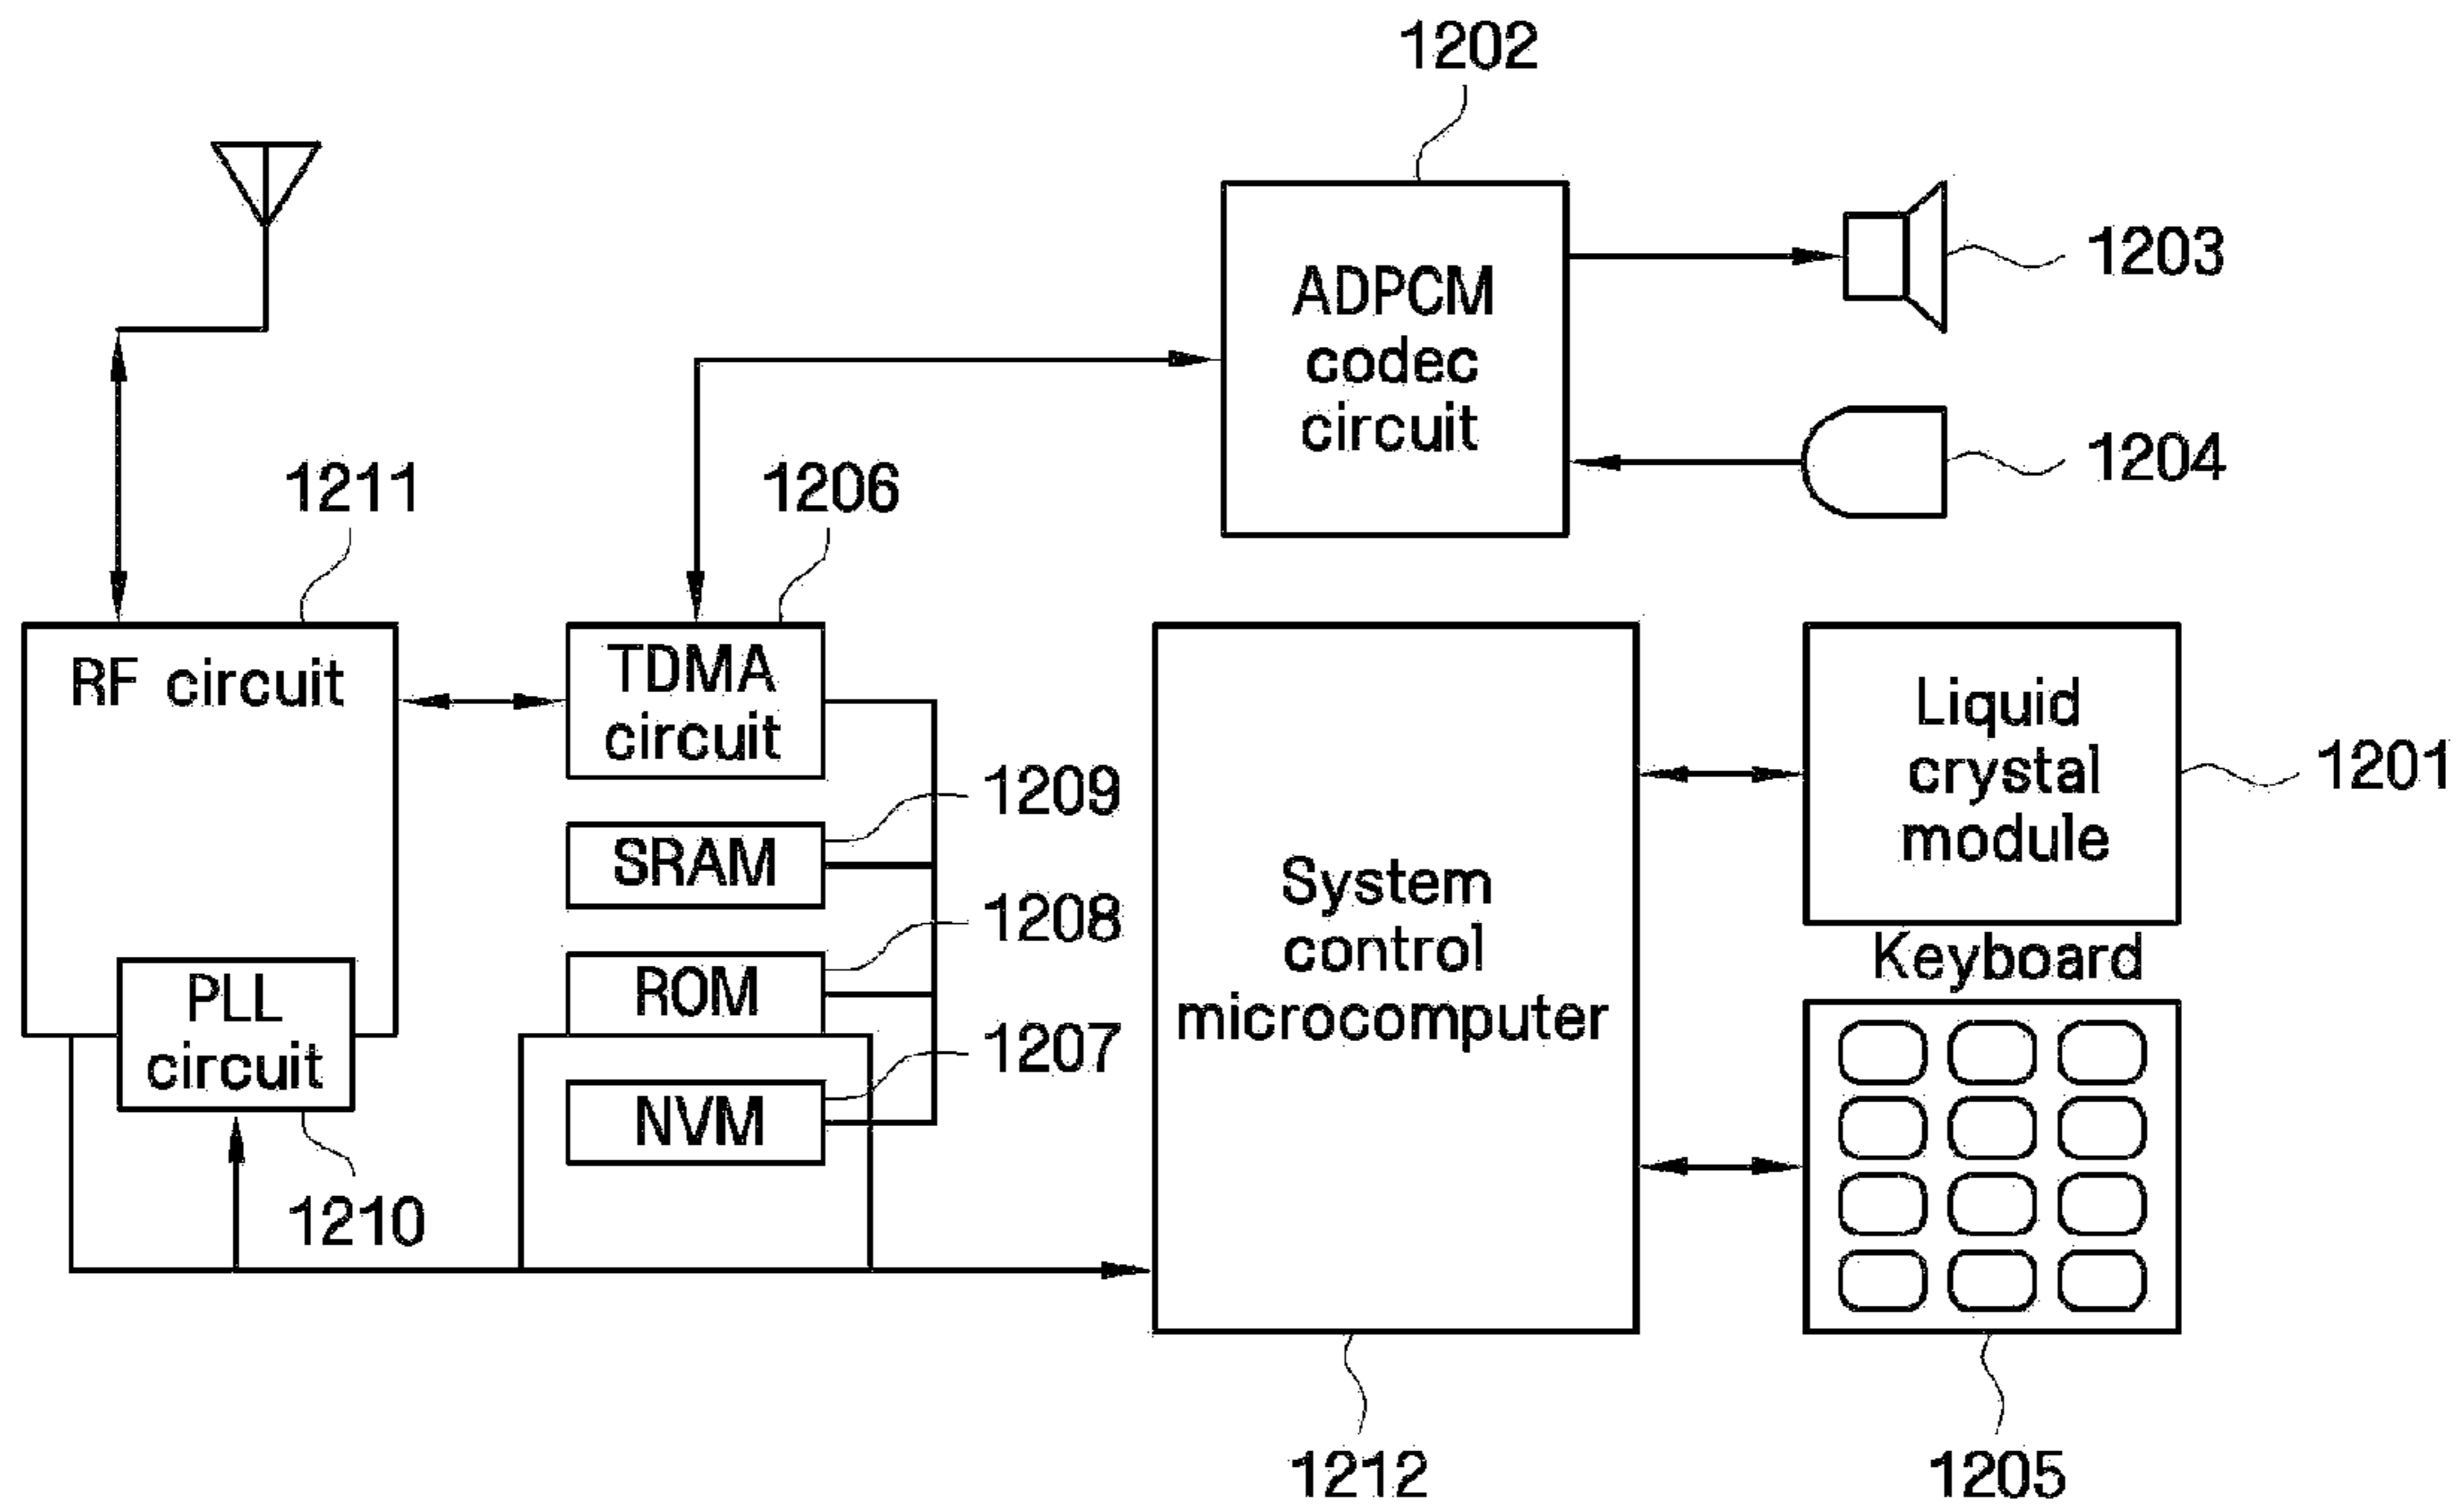 1202
ADPCM
codec
circuit
1203
1204
1211
1206
RF circuit
TDMA
circuit
1209
SRAM
1208
ROM
1207
NVM
PLL
circuit
1210
System
control
microcomputer
1212
Liquid
crystal
module
1201
Keyboard
1205